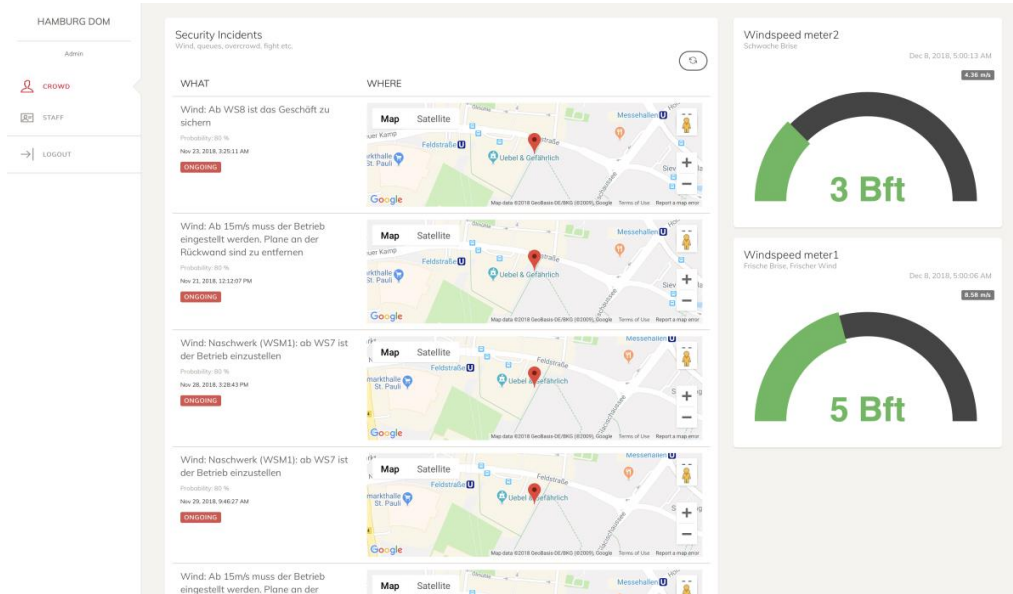 HAMBURG DOM
Admin
CROWD
STAFF
LOGOUT
Security Incidents
Wind, queues, overcrowd, fight etc.
WHAT
WHERE
Wind: Ab WS8 ist das Geschäft zu
sichern
Probability: 80 %
Nov 23, 2018, 3:25:11 AM
ONGOING
Map Satellite
Messehallen U
Feldstraße U
Uebel & Gefährlich
St. Pauli
Google
Map data ©2018 GeoBasis-DE/BKG (©2009), Google Terms of Use Report a map error
Wind: Ab 15m/s muss der Betrieb
eingestellt werden. Plane an der
Rückwand sind zu entfernen
Probability: 80 %
Nov 21, 2018, 12:12:07 PM
ONGOING
Map Satellite
Messehallen U
Feldstraße U
Uebel & Gefährlich
St. Pauli
Google
Map data ©2018 GeoBasis-DE/BKG (©2009), Google Terms of Use Report a map error
Wind: Naschwerk (WSM1): ab WS7 ist
der Betrieb einzustellen
Probability: 80 %
Nov 28, 2018, 3:28:43 PM
ONGOING
Map Satellite
Messehallen U
Feldstraße
Feldstraße U
Uebel & Gefährlich
St. Pauli
Google
Map data ©2018 GeoBasis-DE/BKG (©2009), Google Terms of Use Report a map error
Wind: Naschwerk (WSM1): ab WS7 ist
der Betrieb einzustellen
Probability: 80 %
Nov 29, 2018, 9:46:27 AM
ONGOING
Map Satellite
Messehallen U
Feldstraße
Feldstraße U
Uebel & Gefährlich
St. Pauli
Google
Map data ©2018 GeoBasis-DE/BKG (©2009), Google Terms of Use Report a map error
Wind: Ab 15m/s muss der Betrieb
eingestellt werden. Plane an der
Map Satellite
Messehallen U
Windspeed meter2
Schwache Brise
Dec 8, 2018, 5:00:13 AM
4.36 m/s
3 Bft
Windspeed meter1
Frische Brise, Frischer Wind
Dec 8, 2018, 5:00:06 AM
8.58 m/s
5 Bft